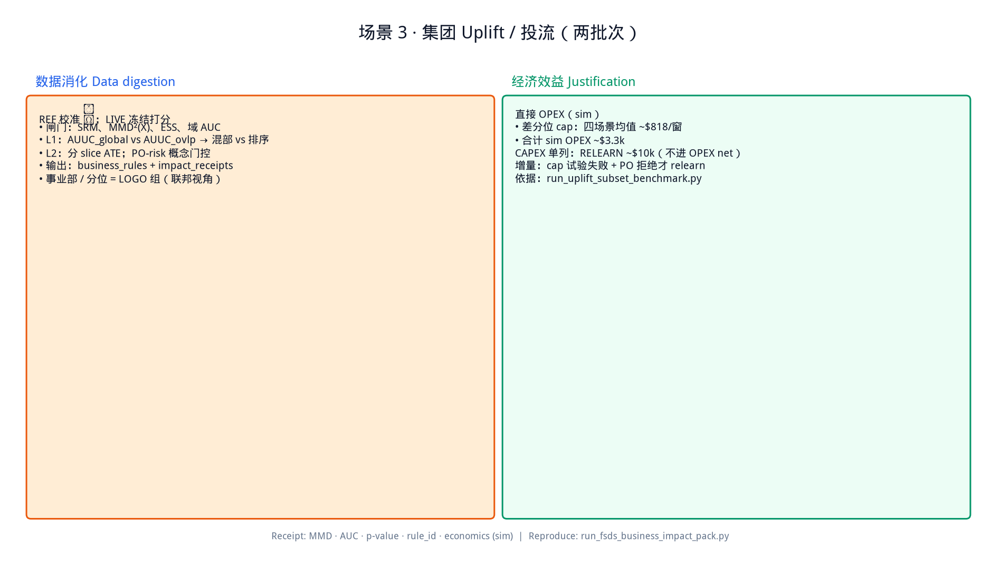 场景 3 · 集团 Uplift / 投流（两批次）
数据消化 Data digestion
REF 校准 ；LIVE 冻结打分
• 闸门：SRM、MMD²(X)、ESS、域 AUC
• L1：AUUC_global vs AUUC_ovlp → 混部 vs 排序
• L2：分 slice ATE；PO-risk 概念门控
• 输出：business_rules + impact_receipts
• 事业部 / 分位 = LOGO 组（联邦视角）
经济效益 Justification
直接 OPEX（sim）
• 差分位 cap：四场景均值 ~$818/窗
• 合计 sim OPEX ~$3.3k
CAPEX 单列：RELEARN ~$10k（不进 OPEX net）
增量：cap 试验失败 + PO 拒绝才 relearn
依据：run_uplift_subset_benchmark.py
Receipt: MMD · AUC · p-value · rule_id · economics (sim) | Reproduce: run_fsds_business_impact_pack.py